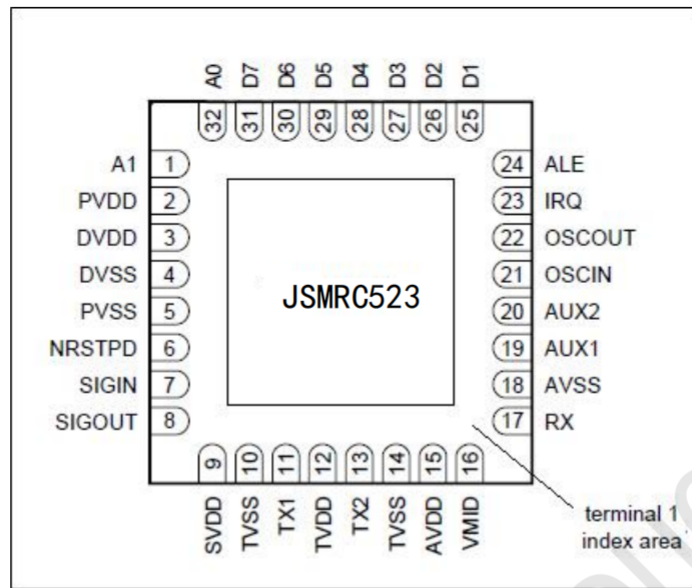 A0 D7 D6 D5 D4 D3 D2 D1
32 31 30 29 28 27 26 25
A1 1 24 ALE
PVDD 2 23 IRQ
DVDD 3 22 OSCOUT
DVSS 4 21 OSCIN
JSMRC523
PVSS 5 20 AUX2
NRSTPD 6 19 AUX1
SIGIN 7 18 AVSS
SIGOUT 8 17 RX
9 10 11 12 13 14 15 16
SVDD TVSS TX1 TVDD TX2 TVSS AVDD VMID
terminal 1
index area